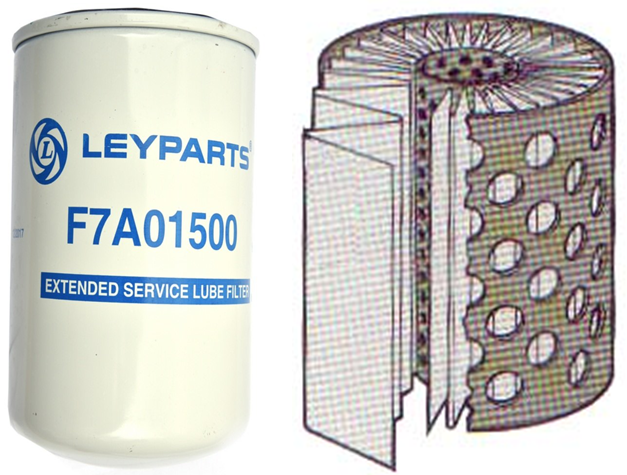 L
LEYPARTS
F7A01500
EXTENDED SERVICE LUBE FILTER